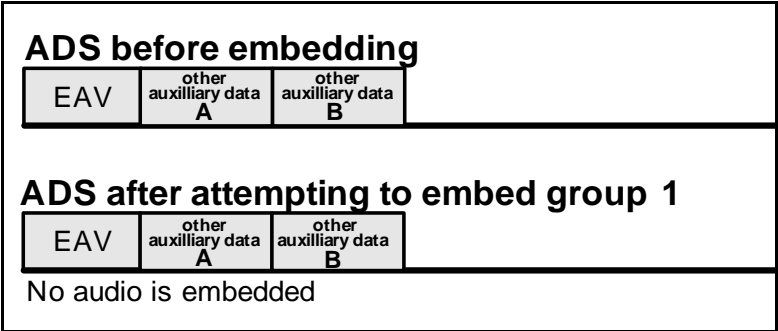 ADS before embedding
EAV
other
auxilliary data
A
other
auxilliary data
B
ADS after attempting to embed group 1
EAV
other
auxilliary data
A
other
auxilliary data
B
No audio is embedded